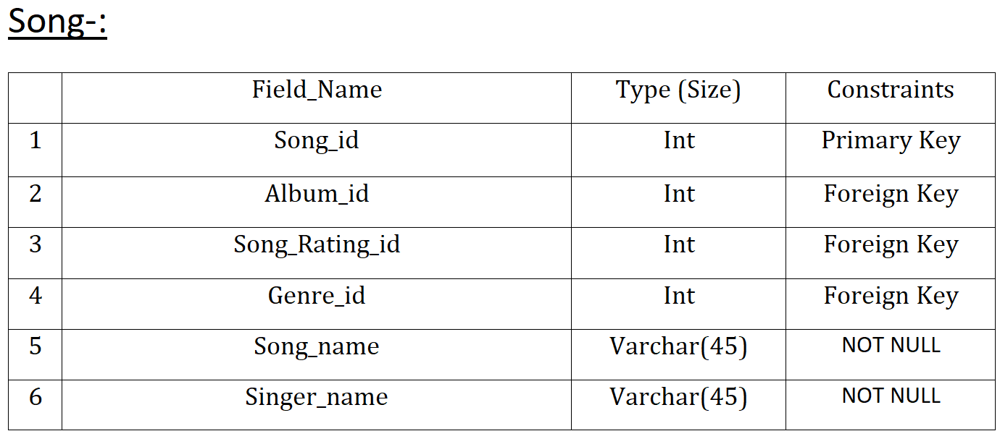 Song-:
Field_Name Type (Size) Constraints
1 Song_id Int Primary Key
2 Album_id Int Foreign Key
3 Song_Rating_id Int Foreign Key
4 Genre_id Int Foreign Key
5 Song_name Varchar(45) NOT NULL
6 Singer_name Varchar(45) NOT NULL